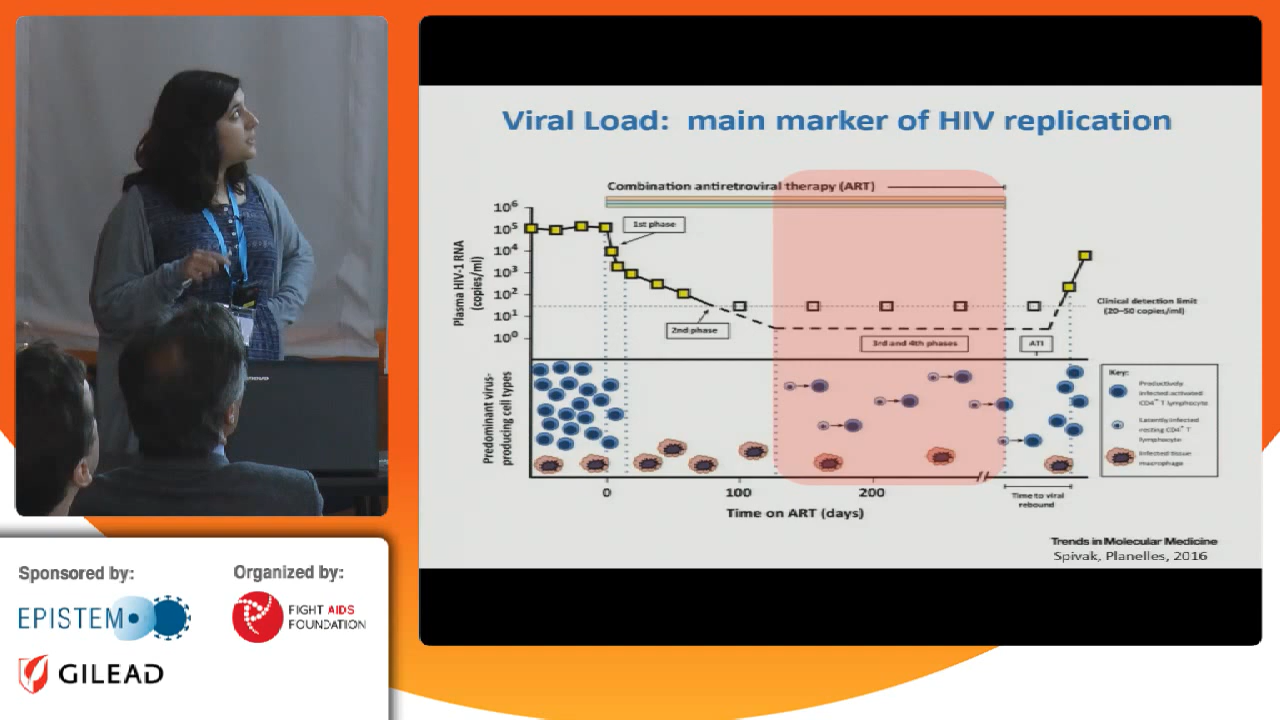 Viral Load: main marker of HIV replication
Combination antiretroviral therapy (ART)
10⁶
10⁵
10⁴
10³
10²
10¹
10⁰
Plasma HIV-1 RNA
(copies/ml)
1st phase
2nd phase
3rd and 4th phases
ATI
Clinical detection limit
(20–50 copies/ml)
Predominant virus-
producing cell types
Key:
Productively
infected activated
CD4⁺ T lymphocyte
Latently infected
resting CD4⁺ T
lymphocyte
Infected tissue
macrophage
0
100
200
Time on ART (days)
Time to viral
rebound
Trends in Molecular Medicine
Spivak, Planelles, 2016
Sponsored by:
EPISTEM
GILEAD
Organized by:
FIGHT AIDS
FOUNDATION